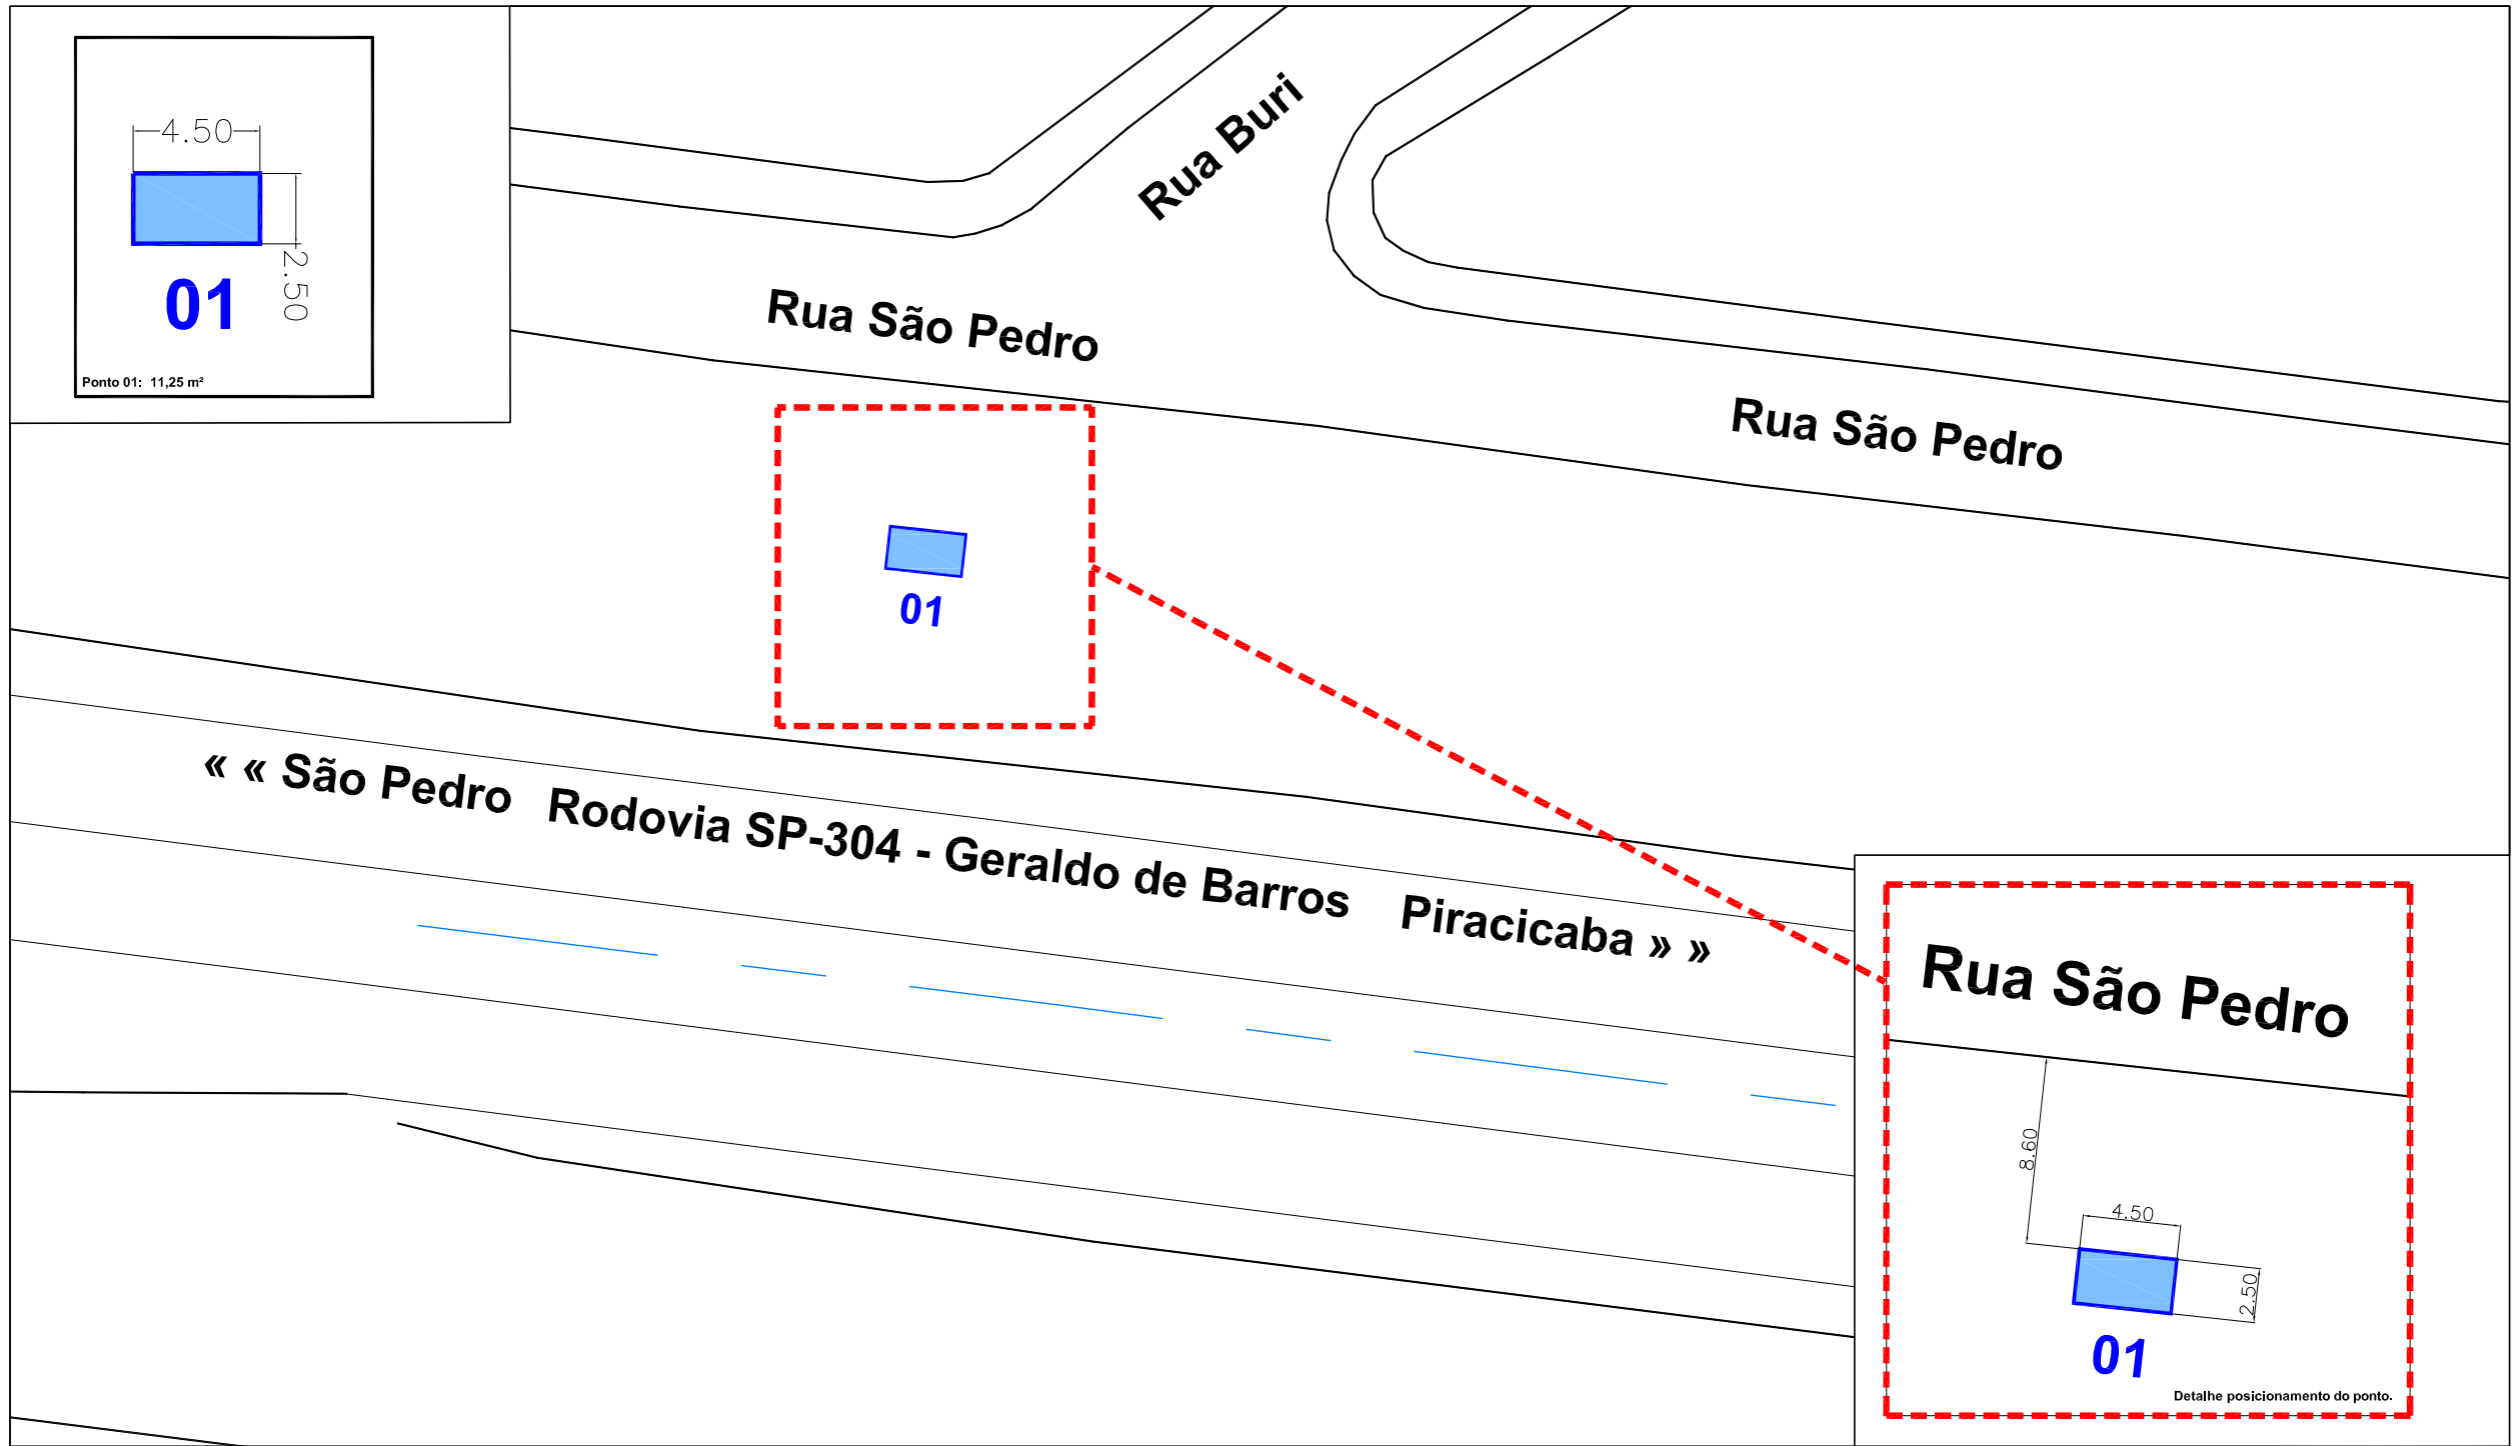 4.50
2.50
01
Ponto 01: 11,25 m²
Rua Buri
Rua São Pedro
Rua São Pedro
01
« « São Pedro Rodovia SP-304 - Geraldo de Barros Piracicaba » »
Rua São Pedro
8.60
4.50
2.50
01
Detalhe posicionamento do ponto.